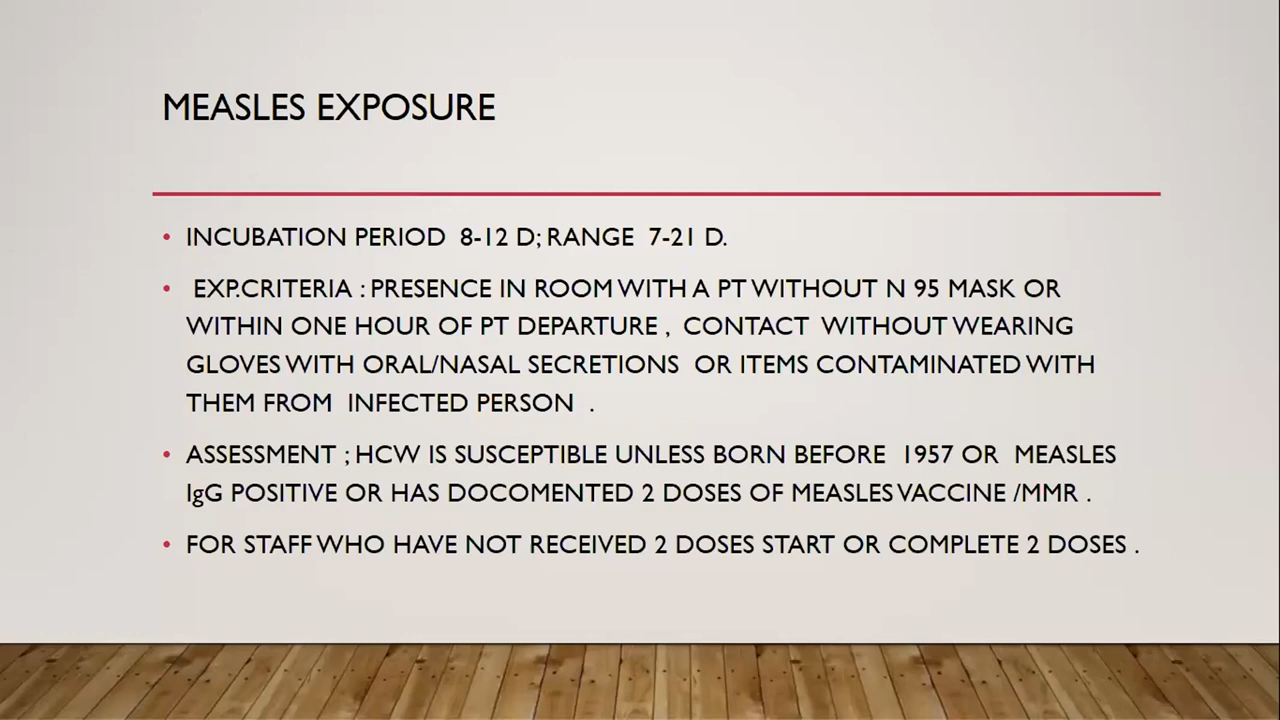 MEASLES EXPOSURE
• INCUBATION PERIOD 8-12 D; RANGE 7-21 D.
• EXP.CRITERIA : PRESENCE IN ROOM WITH A PT WITHOUT N 95 MASK OR
WITHIN ONE HOUR OF PT DEPARTURE , CONTACT WITHOUT WEARING
GLOVES WITH ORAL/NASAL SECRETIONS OR ITEMS CONTAMINATED WITH
THEM FROM INFECTED PERSON .
• ASSESSMENT ; HCW IS SUSCEPTIBLE UNLESS BORN BEFORE 1957 OR MEASLES
IgG POSITIVE OR HAS DOCOMENTED 2 DOSES OF MEASLES VACCINE /MMR .
• FOR STAFF WHO HAVE NOT RECEIVED 2 DOSES START OR COMPLETE 2 DOSES .